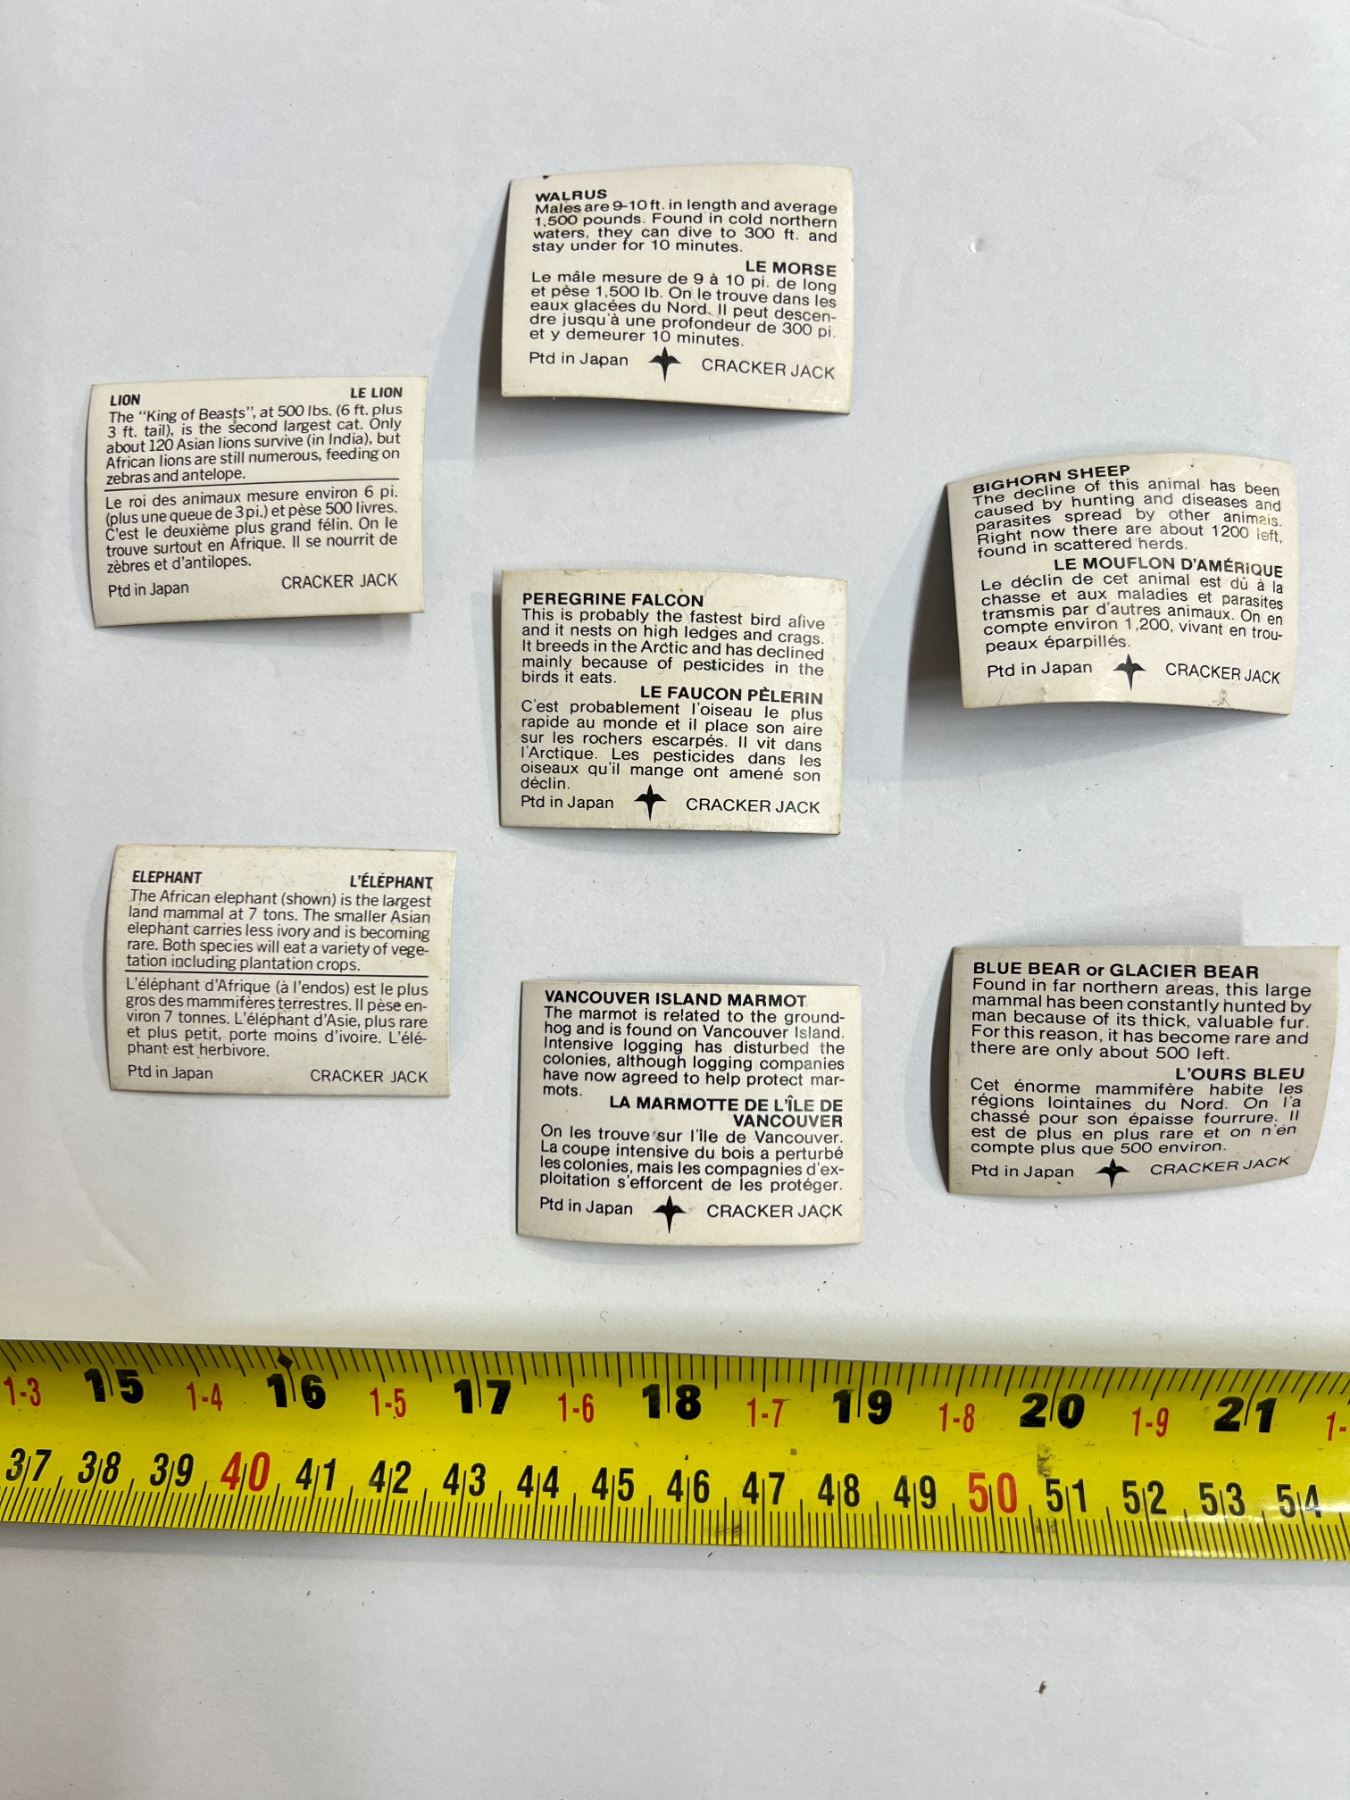 WALRUS
Males are 9-10 ft. in length and average
1,500 pounds. Found in cold northern
waters, they can dive to 300 ft. and
stay under for 10 minutes.
LE MORSE
Le mâle mesure de 9 à 10 pi. de long
et pèse 1,500 lb. On le trouve dans les
eaux glacées du Nord. Il peut descen-
dre jusqu'à une profondeur de 300 pi.
et y demeurer 10 minutes.
Ptd in Japan CRACKER JACK
LION LE LION
The "King of Beasts", at 500 lbs. (6 ft. plus
3 ft. tail), is the second largest cat. Only
about 120 Asian lions survive (in India), but
African lions are still numerous, feeding on
zebras and antelope.
Le roi des animaux mesure environ 6 pi.
(plus une queue de 3 pi.) et pèse 500 livres.
C'est le deuxième plus grand félin. On le
trouve surtout en Afrique. Il se nourrit de
zèbres et d'antilopes.
Ptd in Japan CRACKER JACK
BIGHORN SHEEP
The decline of this animal has been
caused by hunting and diseases and
parasites spread by other animals.
Right now there are about 1200 left,
found in scattered herds.
LE MOUFLON D'AMÉRIQUE
Le déclin de cet animal est dû à la
chasse et aux maladies et parasites
transmis par d'autres animaux. On en
compte environ 1,200, vivant en trou-
peaux éparpillés.
Ptd in Japan CRACKER JACK
PEREGRINE FALCON
This is probably the fastest bird alive
and it nests on high ledges and crags.
It breeds in the Arctic and has declined
mainly because of pesticides in the
birds it eats.
LE FAUCON PÈLERIN
C'est probablement l'oiseau le plus
rapide au monde et il place son aire
sur les rochers escarpés. Il vit dans
l'Arctique. Les pesticides dans les
oiseaux qu'il mange ont amené son
déclin.
Ptd in Japan CRACKER JACK
ELEPHANT L'ÉLÉPHANT
The African elephant (shown) is the largest
land mammal at 7 tons. The smaller Asian
elephant carries less ivory and is becoming
rare. Both species will eat a variety of vege-
tation including plantation crops.
L'éléphant d'Afrique (à l'endos) est le plus
gros des mammifères terrestres. Il pèse en-
viron 7 tonnes. L'éléphant d'Asie, plus rare
et plus petit, porte moins d'ivoire. L'élé-
phant est herbivore.
Ptd in Japan CRACKER JACK
VANCOUVER ISLAND MARMOT
The marmot is related to the ground-
hog and is found on Vancouver Island.
Intensive logging has disturbed the
colonies, although logging companies
have now agreed to help protect mar-
mots.
LA MARMOTTE DE L'ÎLE DE
VANCOUVER
On les trouve sur l'île de Vancouver.
La coupe intensive du bois a perturbé
les colonies, mais les compagnies d'ex-
ploitation s'efforcent de les protéger.
Ptd in Japan CRACKER JACK
BLUE BEAR or GLACIER BEAR
Found in far northern areas, this large
mammal has been constantly hunted by
man because of its thick, valuable fur.
For this reason, it has become rare and
there are only about 500 left.
L'OURS BLEU
Cet énorme mammifère habite les
régions lointaines du Nord. On l'a
chassé pour son épaisse fourrure. Il
est de plus en plus rare et on n'en
compte plus que 500 environ.
Ptd in Japan CRACKER JACK
1-3 15 1-4 16 1-5 17 1-6 18 1-7 19 1-8 20 1-9 21 1-
37 38 39 40 41 42 43 44 45 46 47 48 49 50 51 52 53 54